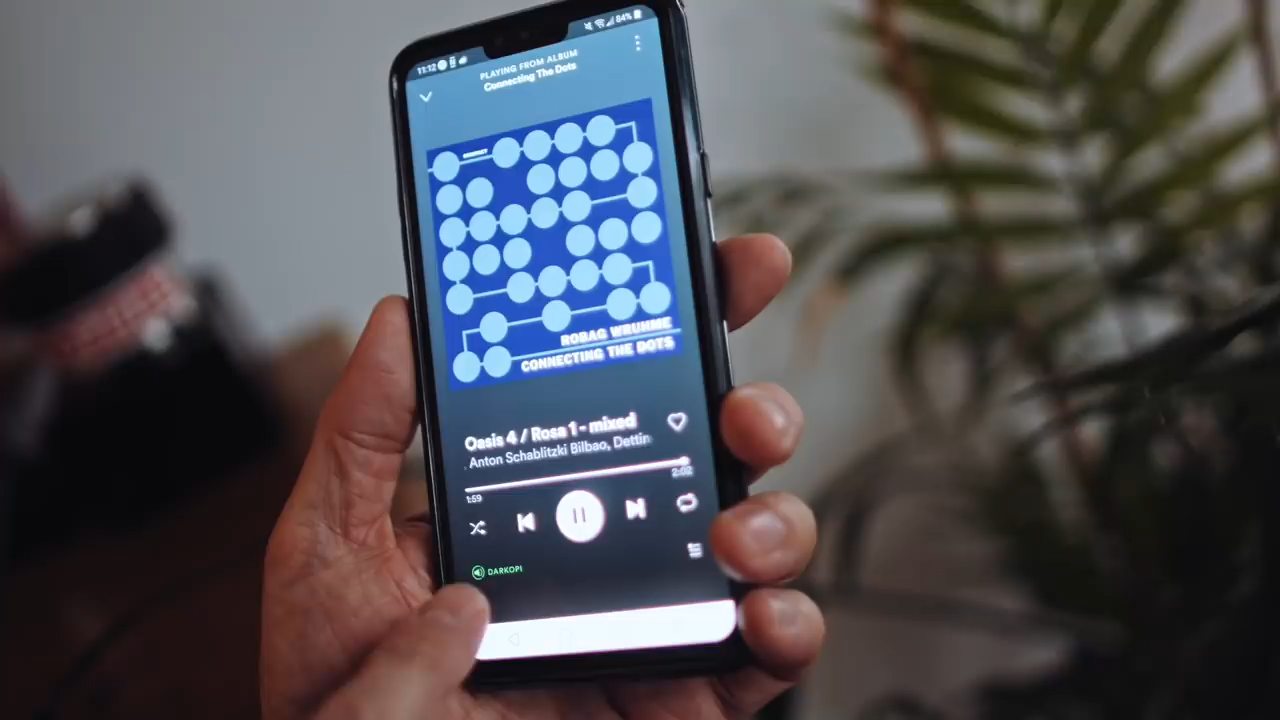 11:12
84%
PLAYING FROM ALBUM
Connecting The Dots
KOMPAKT
ROBAG WRUHME
CONNECTING THE DOTS
Oasis 4 / Rosa 1 - mixed
Anton Schablitzki Bilbao, Dettin
1:59
2:02
DARKOPI